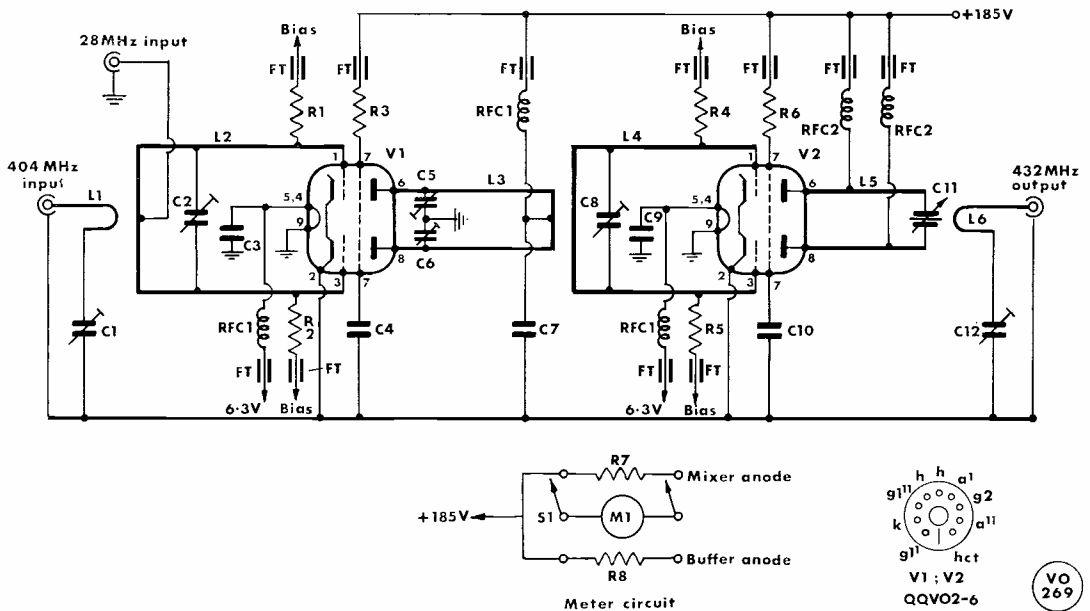 +185V
Bias
Bias
28MHz input
FT
FT
FT
FT
FT
FT
FT
R1
R3
RFC1
R4
R6
RFC2
RFC2
L2
V1
L4
V2
404 MHz
input
L1
C2
1
7
6
C5
L3
C8
1
7
6
L5
C11
432MHz
output
L6
5,4
9
C3
5,4
9
C9
C6
8
8
2
3
7
2
3
7
C1
RFC1
R
2
C4
C7
RFC1
R5
C10
C12
FT
FT
FT
FT
6·3V
Bias
6·3V
Bias
R7
Mixer anode
+185V
S1
M1
R8
Buffer anode
Meter circuit
h
h
a1
g111
g2
k
a11
g11
hct
V1 ; V2
QQVO2-6
VO
269